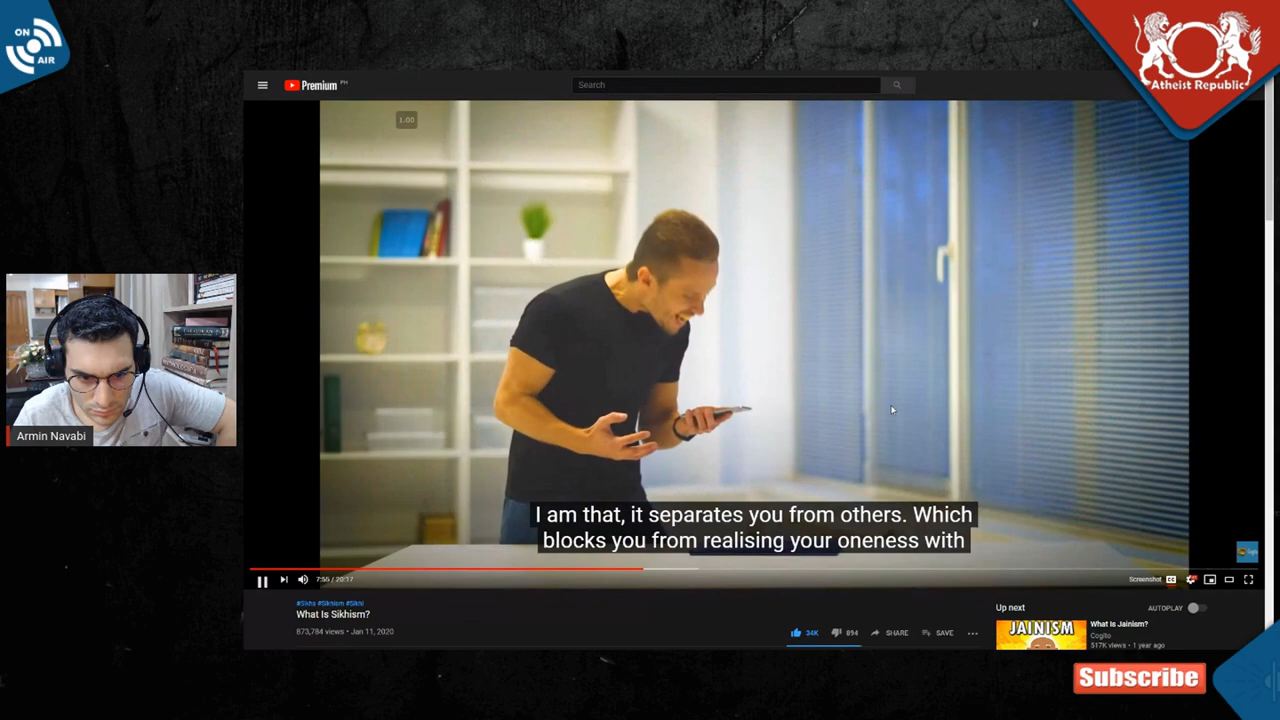 ON
AIR
Premium PH
Search
Atheist Republic
1.00
Armin Navabi
I am that, it separates you from others. Which
blocks you from realising your oneness with
7:55 / 20:17
Screenshot
#Sikhs #Sikhism #Sikhi
What Is Sikhism?
873,784 views • Jan 11, 2020
34K
894
SHARE
SAVE
Up next
AUTOPLAY
JAINISM
What Is Jainism?
Cogito
517K views • 1 year ago
Subscribe